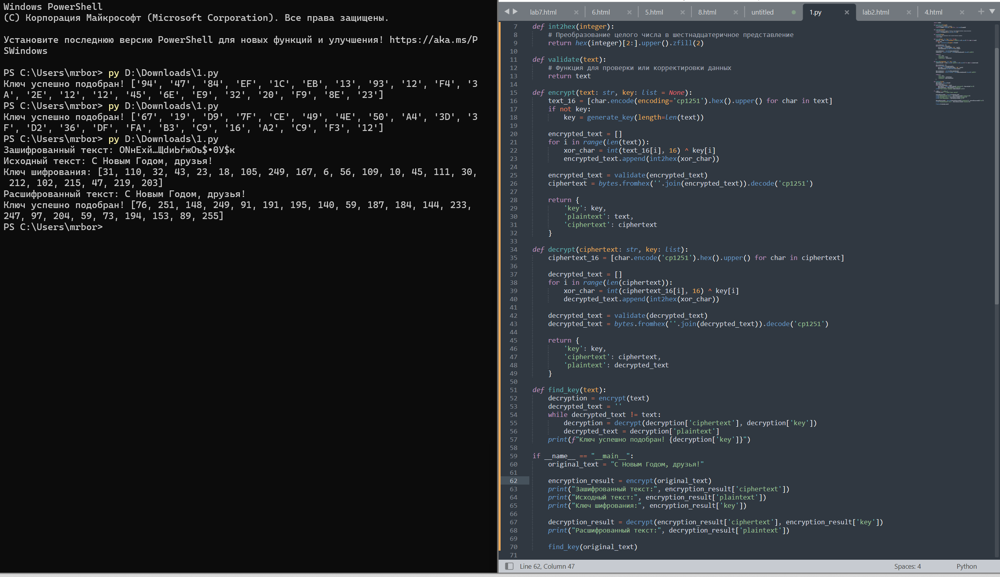 Windows PowerShell
(C) Корпорация Майкрософт (Microsoft Corporation). Все права защищены.
Установите последнюю версию PowerShell для новых функций и улучшения! https://aka.ms/P
SWindows
PS C:\Users\mrbor> py D:\Downloads\1.py
Ключ успешно подобран! ['94', '47', '84', 'EF', '1C', 'EB', '13', '93', '12', 'F4', '3
A', '2E', '12', '12', '45', '6E', 'E9', '32', '20', 'F9', '8E', '23']
PS C:\Users\mrbor> py D:\Downloads\1.py
Ключ успешно подобран! ['67', '19', 'D9', '7F', 'CE', '49', '4E', '50', 'A4', '3D', '3
F', 'D2', '36', 'DF', 'FA', 'B3', 'C9', '16', 'A2', 'C9', 'F3', '12']
PS C:\Users\mrbor> py D:\Downloads\1.py
Зашифрованный текст: ОNнЕхй…ЩdиЬѓжОъ$•0У$к
Исходный текст: С Новым Годом, друзья!
Ключ шифрования: [31, 110, 32, 43, 23, 18, 105, 249, 167, 6, 56, 109, 10, 45, 111, 30,
212, 102, 215, 47, 219, 203]
Расшифрованный текст: С Новым Годом, друзья!
Ключ успешно подобран! [76, 251, 148, 249, 91, 191, 195, 140, 59, 187, 184, 144, 233,
247, 97, 204, 59, 73, 194, 153, 89, 255]
PS C:\Users\mrbor>
lab7.html 6.html 5.html 8.html untitled 1.py lab2.html 4.html
7 def int2hex(integer):
8 # Преобразование целого числа в шестнадцатеричное представление
9 return hex(integer)[2:].upper().zfill(2)
10
11 def validate(text):
12 # Функция для проверки или корректировки данных
13 return text
14
15 def encrypt(text: str, key: list = None):
16 text_16 = [char.encode(encoding='cp1251').hex().upper() for char in text]
17 if not key:
18 key = generate_key(length=len(text))
19
20 encrypted_text = []
21 for i in range(len(text)):
22 xor_char = int(text_16[i], 16) ^ key[i]
23 encrypted_text.append(int2hex(xor_char))
24
25 encrypted_text = validate(encrypted_text)
26 ciphertext = bytes.fromhex(''.join(encrypted_text)).decode('cp1251')
27
28 return {
29 'key': key,
30 'plaintext': text,
31 'ciphertext': ciphertext
32 }
33
34 def decrypt(ciphertext: str, key: list):
35 ciphertext_16 = [char.encode('cp1251').hex().upper() for char in ciphertext]
36
37 decrypted_text = []
38 for i in range(len(ciphertext)):
39 xor_char = int(ciphertext_16[i], 16) ^ key[i]
40 decrypted_text.append(int2hex(xor_char))
41
42 decrypted_text = validate(decrypted_text)
43 decrypted_text = bytes.fromhex(''.join(decrypted_text)).decode('cp1251')
44
45 return {
46 'key': key,
47 'ciphertext': ciphertext,
48 'plaintext': decrypted_text
49 }
50
51 def find_key(text):
52 decryption = encrypt(text)
53 decrypted_text = ''
54 while decrypted_text != text:
55 decryption = decrypt(decryption['ciphertext'], decryption['key'])
56 decrypted_text = decryption['plaintext']
57 print(f"Ключ успешно подобран! {decryption['key']}")
58
59 if __name__ == "__main__":
60 original_text = "С Новым Годом, друзья!"
61
62 encryption_result = encrypt(original_text)
63 print("Зашифрованный текст:", encryption_result['ciphertext'])
64 print("Исходный текст:", encryption_result['plaintext'])
65 print("Ключ шифрования:", encryption_result['key'])
66
67 decryption_result = decrypt(encryption_result['ciphertext'], encryption_result['key'])
68 print("Расшифрованный текст:", decryption_result['plaintext'])
69
70 find_key(original_text)
71
Line 62, Column 47 Spaces: 4 Python